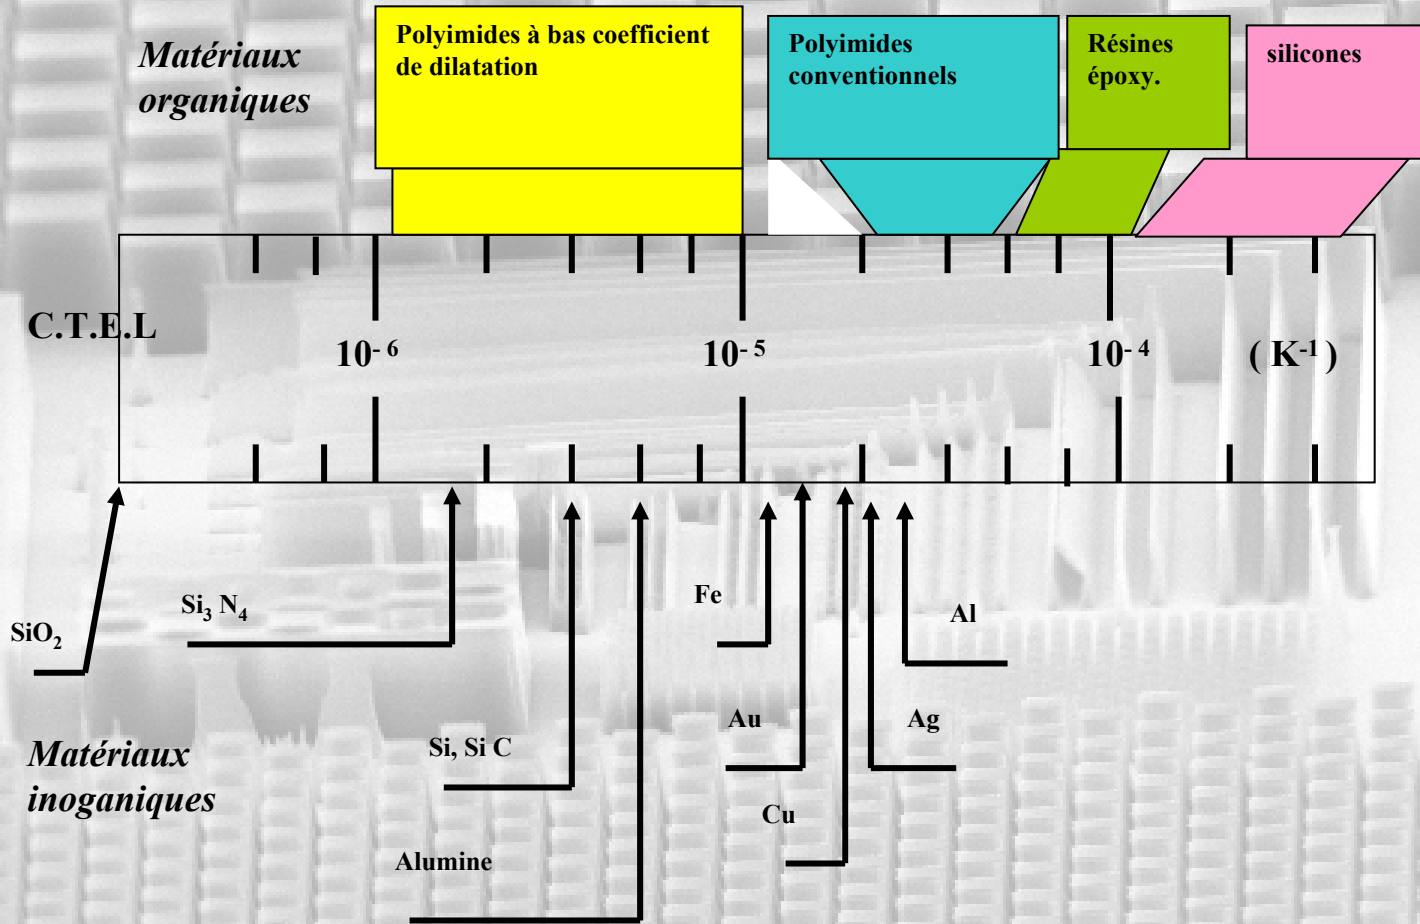 Matériaux
organiques
Polyimides à bas coefficient
de dilatation
Polyimides
conventionnels
Résines
époxy.
silicones
C.T.E.L
10⁻⁶
10⁻⁵
10⁻⁴
( K⁻¹ )
SiO₂
Si₃ N₄
Fe
Al
Au
Ag
Si, Si C
Cu
Alumine
Matériaux
inoganiques